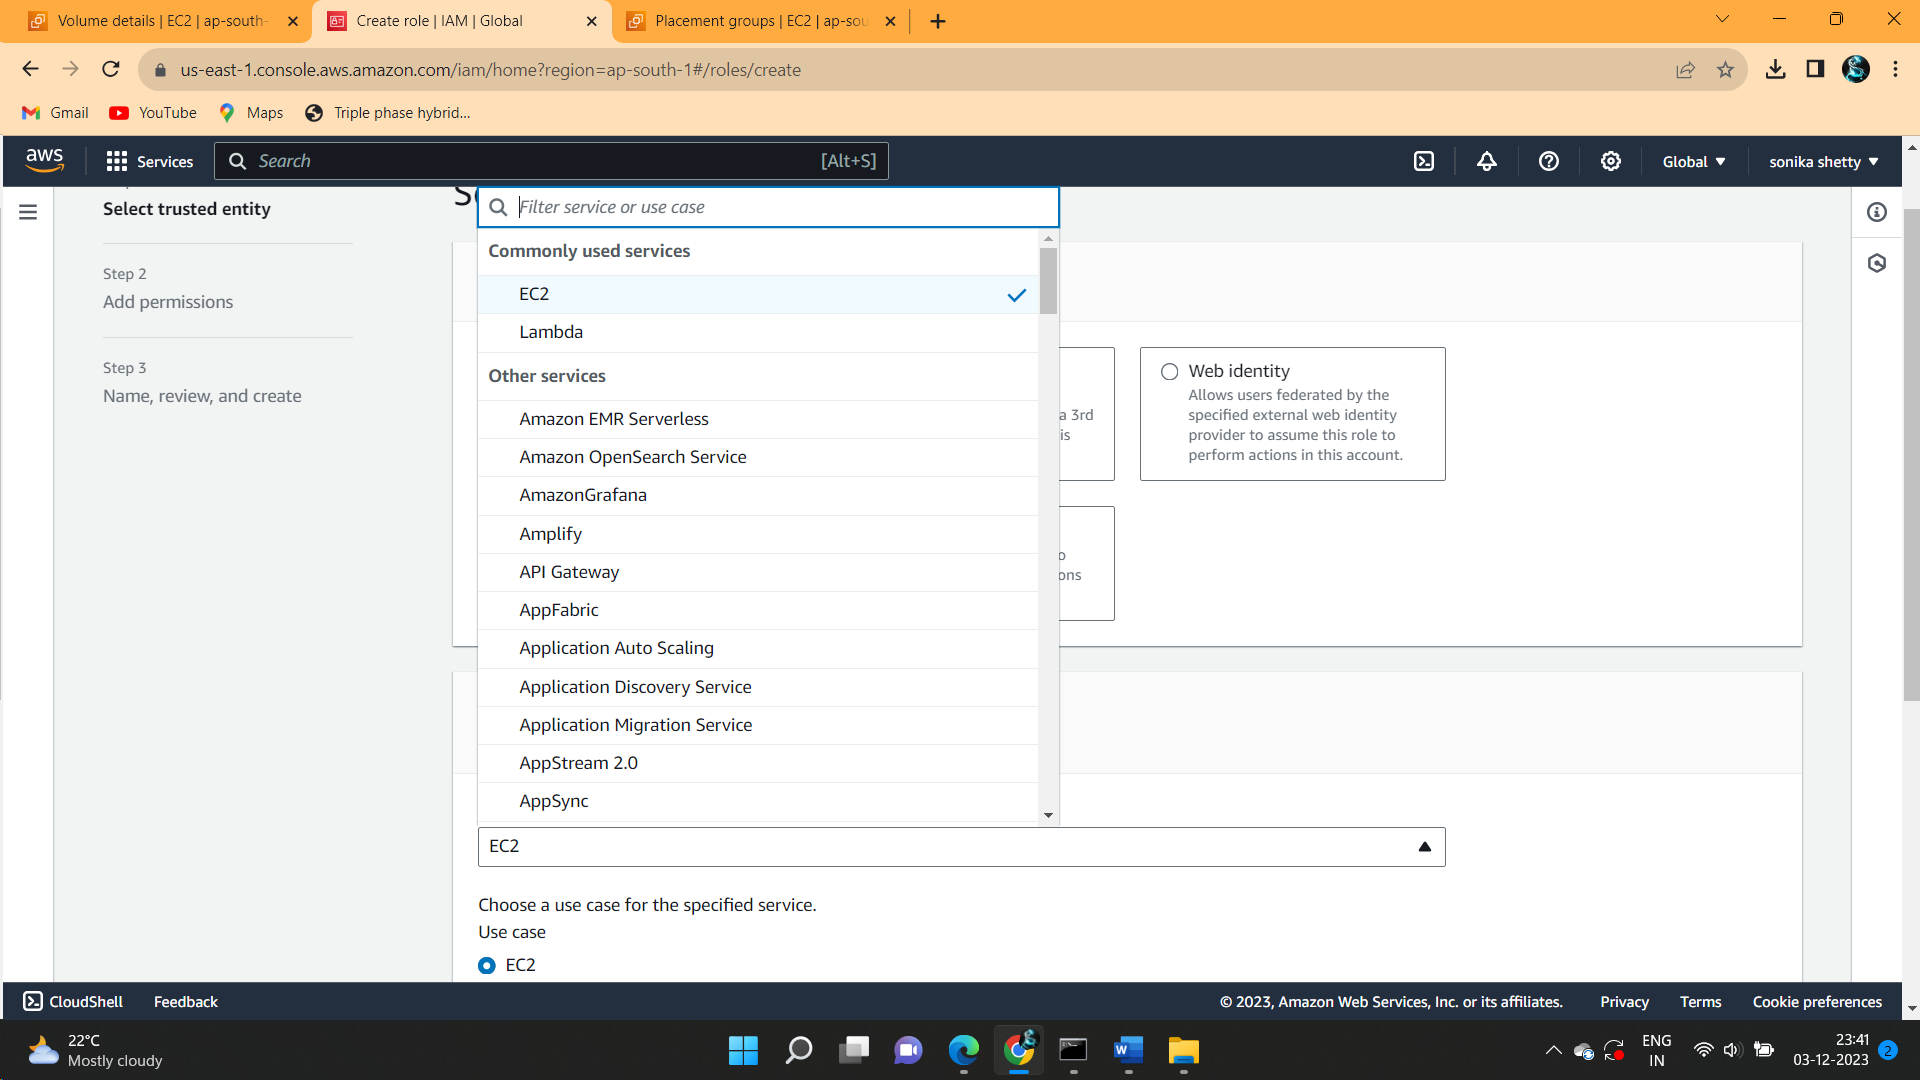 Volume details | EC2 | ap-south-
Create role | IAM | Global
Placement groups | EC2 | ap-sou
us-east-1.console.aws.amazon.com/iam/home?region=ap-south-1#/roles/create
Gmail
YouTube
Maps
Triple phase hybrid...
aws
Services
Search
[Alt+S]
Global
sonika shetty
Select trusted entity
Step 2
Add permissions
Step 3
Name, review, and create
Filter service or use case
Commonly used services
EC2
Lambda
Other services
Amazon EMR Serverless
Amazon OpenSearch Service
AmazonGrafana
Amplify
API Gateway
AppFabric
Application Auto Scaling
Application Discovery Service
Application Migration Service
AppStream 2.0
AppSync
a 3rd
is
Web identity
Allows users federated by the
specified external web identity
provider to assume this role to
perform actions in this account.
o
ons
EC2
Choose a use case for the specified service.
Use case
EC2
CloudShell
Feedback
© 2023, Amazon Web Services, Inc. or its affiliates.
Privacy
Terms
Cookie preferences
22°C
Mostly cloudy
ENG
IN
23:41
03-12-2023
2